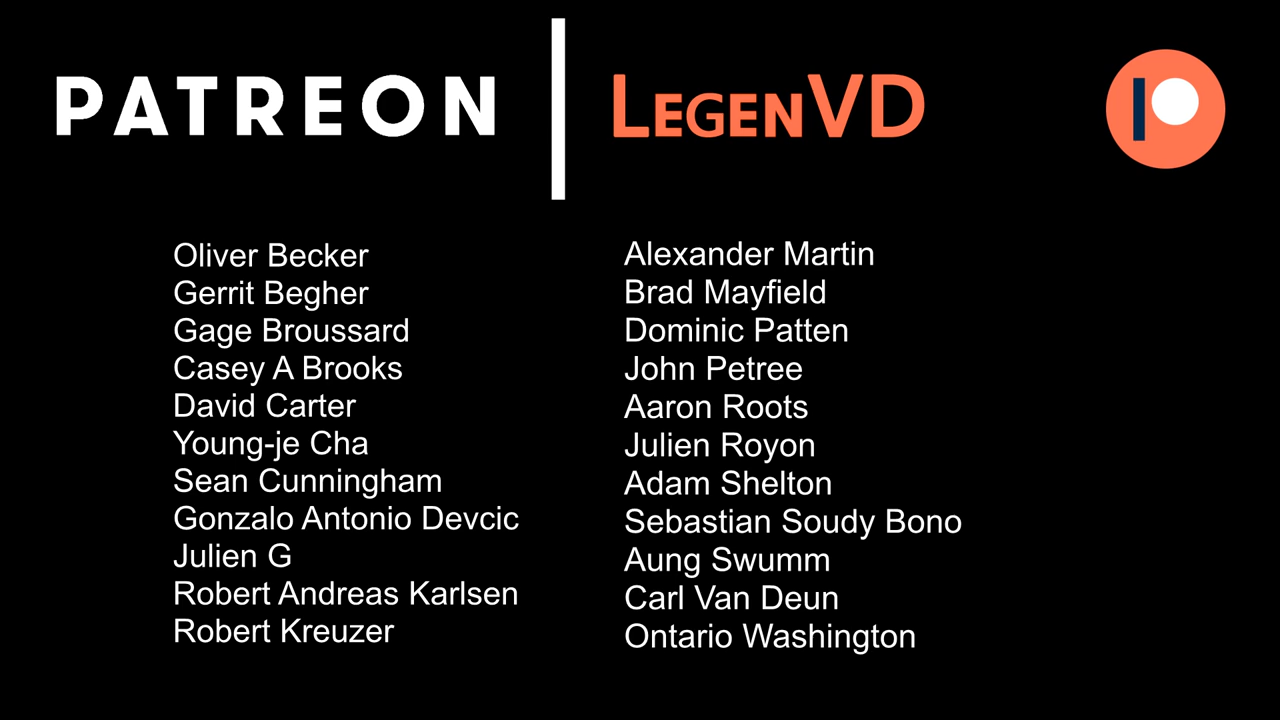 PATREON
LEGENVD
Oliver Becker
Gerrit Begher
Gage Broussard
Casey A Brooks
David Carter
Young-je Cha
Sean Cunningham
Gonzalo Antonio Devcic
Julien G
Robert Andreas Karlsen
Robert Kreuzer
Alexander Martin
Brad Mayfield
Dominic Patten
John Petree
Aaron Roots
Julien Royon
Adam Shelton
Sebastian Soudy Bono
Aung Swumm
Carl Van Deun
Ontario Washington